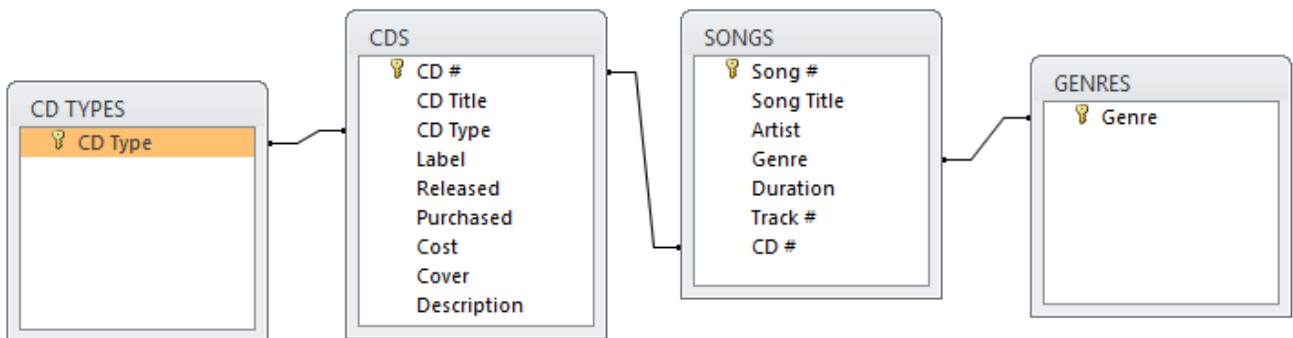 CD TYPES
CD Type
CDS
CD #
CD Title
CD Type
Label
Released
Purchased
Cost
Cover
Description
SONGS
Song #
Song Title
Artist
Genre
Duration
Track #
CD #
GENRES
Genre